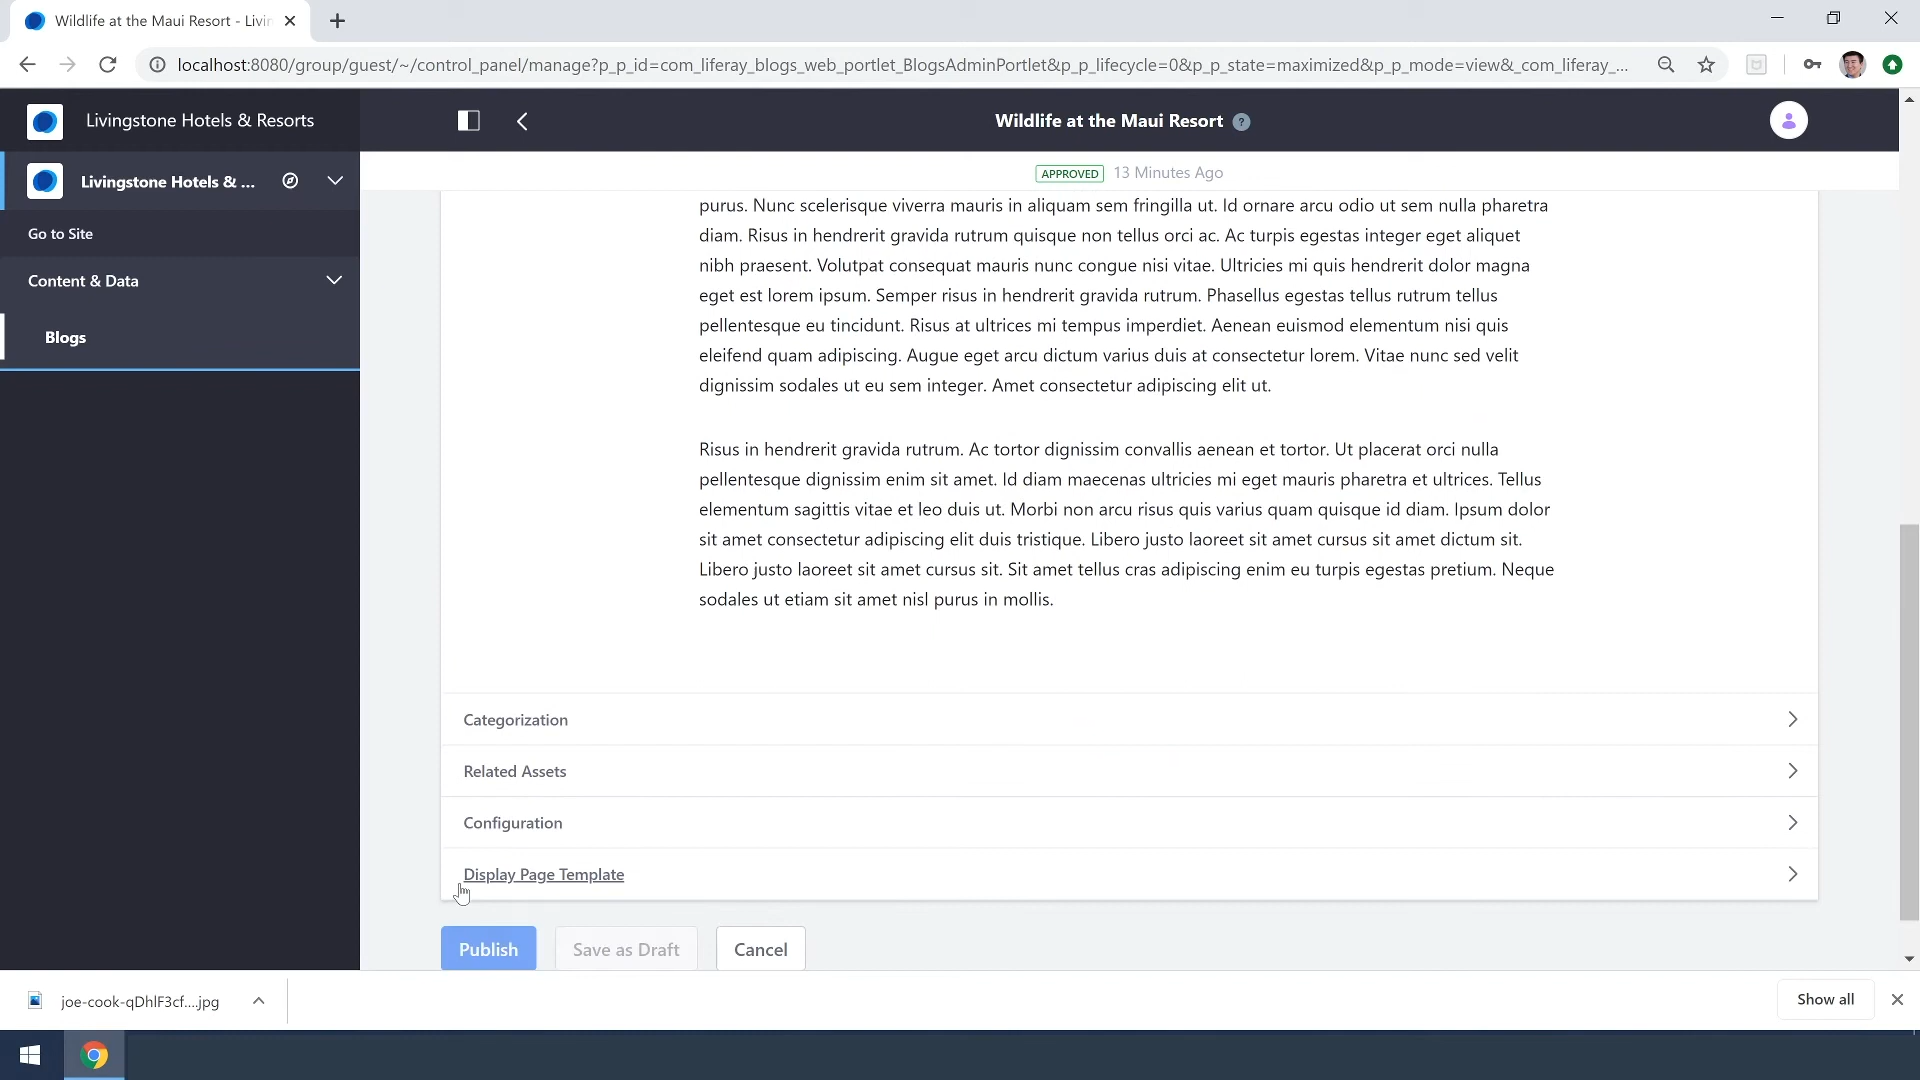 Wildlife at the Maui Resort - Livin
localhost:8080/group/guest/~/control_panel/manage?p_p_id=com_liferay_blogs_web_portlet_BlogsAdminPortlet&p_p_lifecycle=0&p_p_state=maximized&p_p_mode=view&_com_liferay_...
Livingstone Hotels & Resorts
Wildlife at the Maui Resort ?
Livingstone Hotels & ...
APPROVED 13 Minutes Ago
Go to Site
Content & Data
Blogs
purus. Nunc scelerisque viverra mauris in aliquam sem fringilla ut. Id ornare arcu odio ut sem nulla pharetra
diam. Risus in hendrerit gravida rutrum quisque non tellus orci ac. Ac turpis egestas integer eget aliquet
nibh praesent. Volutpat consequat mauris nunc congue nisi vitae. Ultricies mi quis hendrerit dolor magna
eget est lorem ipsum. Semper risus in hendrerit gravida rutrum. Phasellus egestas tellus rutrum tellus
pellentesque eu tincidunt. Risus at ultrices mi tempus imperdiet. Aenean euismod elementum nisi quis
eleifend quam adipiscing. Augue eget arcu dictum varius duis at consectetur lorem. Vitae nunc sed velit
dignissim sodales ut eu sem integer. Amet consectetur adipiscing elit ut.
Risus in hendrerit gravida rutrum. Ac tortor dignissim convallis aenean et tortor. Ut placerat orci nulla
pellentesque dignissim enim sit amet. Id diam maecenas ultricies mi eget mauris pharetra et ultrices. Tellus
elementum sagittis vitae et leo duis ut. Morbi non arcu risus quis varius quam quisque id diam. Ipsum dolor
sit amet consectetur adipiscing elit duis tristique. Libero justo laoreet sit amet cursus sit amet dictum sit.
Libero justo laoreet sit amet cursus sit. Sit amet tellus cras adipiscing enim eu turpis egestas pretium. Neque
sodales ut etiam sit amet nisl purus in mollis.
Categorization
Related Assets
Configuration
Display Page Template
Publish Save as Draft Cancel
joe-cook-qDhlF3cf....jpg
Show all